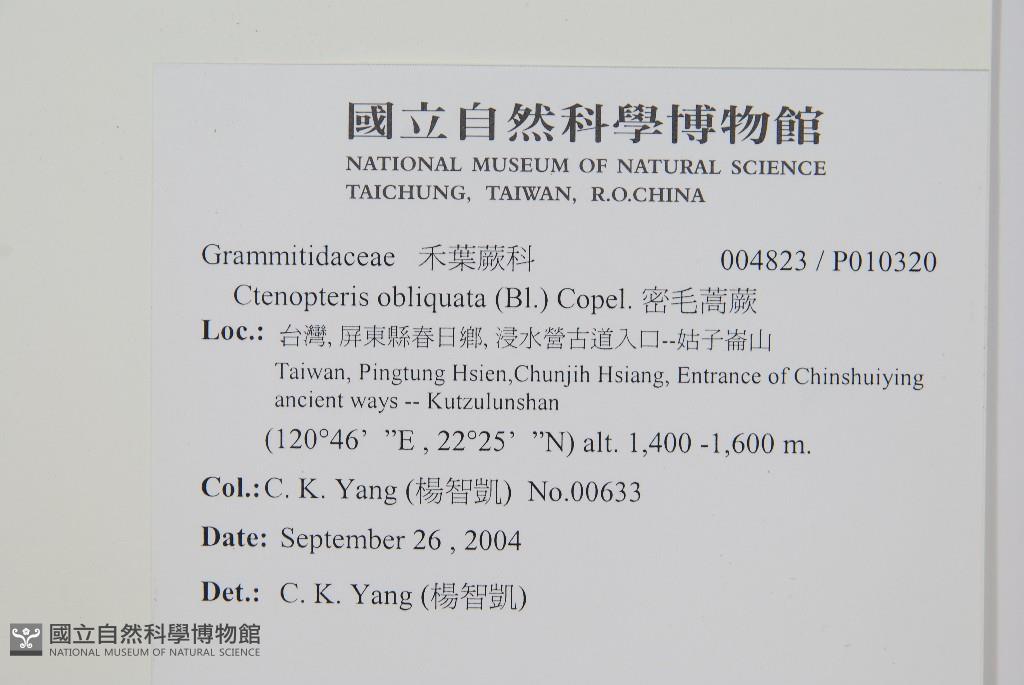 國立自然科學博物館
NATIONAL MUSEUM OF NATURAL SCIENCE
TAICHUNG, TAIWAN, R.O.CHINA
Grammitidaceae 禾葉蕨科 004823 / P010320
Ctenopteris obliquata (Bl.) Copel. 密毛蒿蕨
Loc.: 台灣, 屏東縣春日鄉, 浸水營古道入口--姑子崙山
Taiwan, Pingtung Hsien,Chunjih Hsiang, Entrance of Chinshuiying
ancient ways -- Kutzulunshan
(120°46’ ”E , 22°25’ ”N) alt. 1,400 -1,600 m.
Col.: C. K. Yang (楊智凱) No.00633
Date: September 26 , 2004
Det.: C. K. Yang (楊智凱)
國立自然科學博物館
NATIONAL MUSEUM OF NATURAL SCIENCE